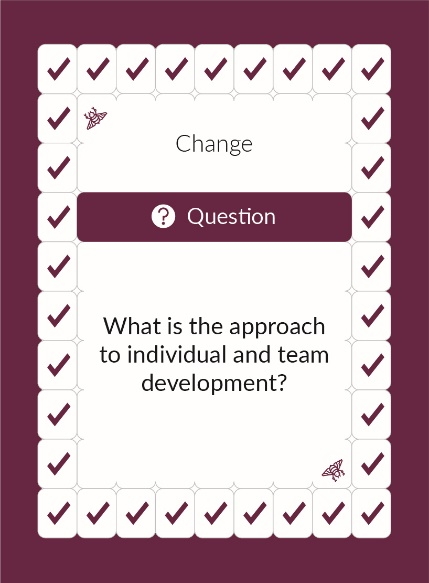 Change
? Question
What is the approach
to individual and team
development?